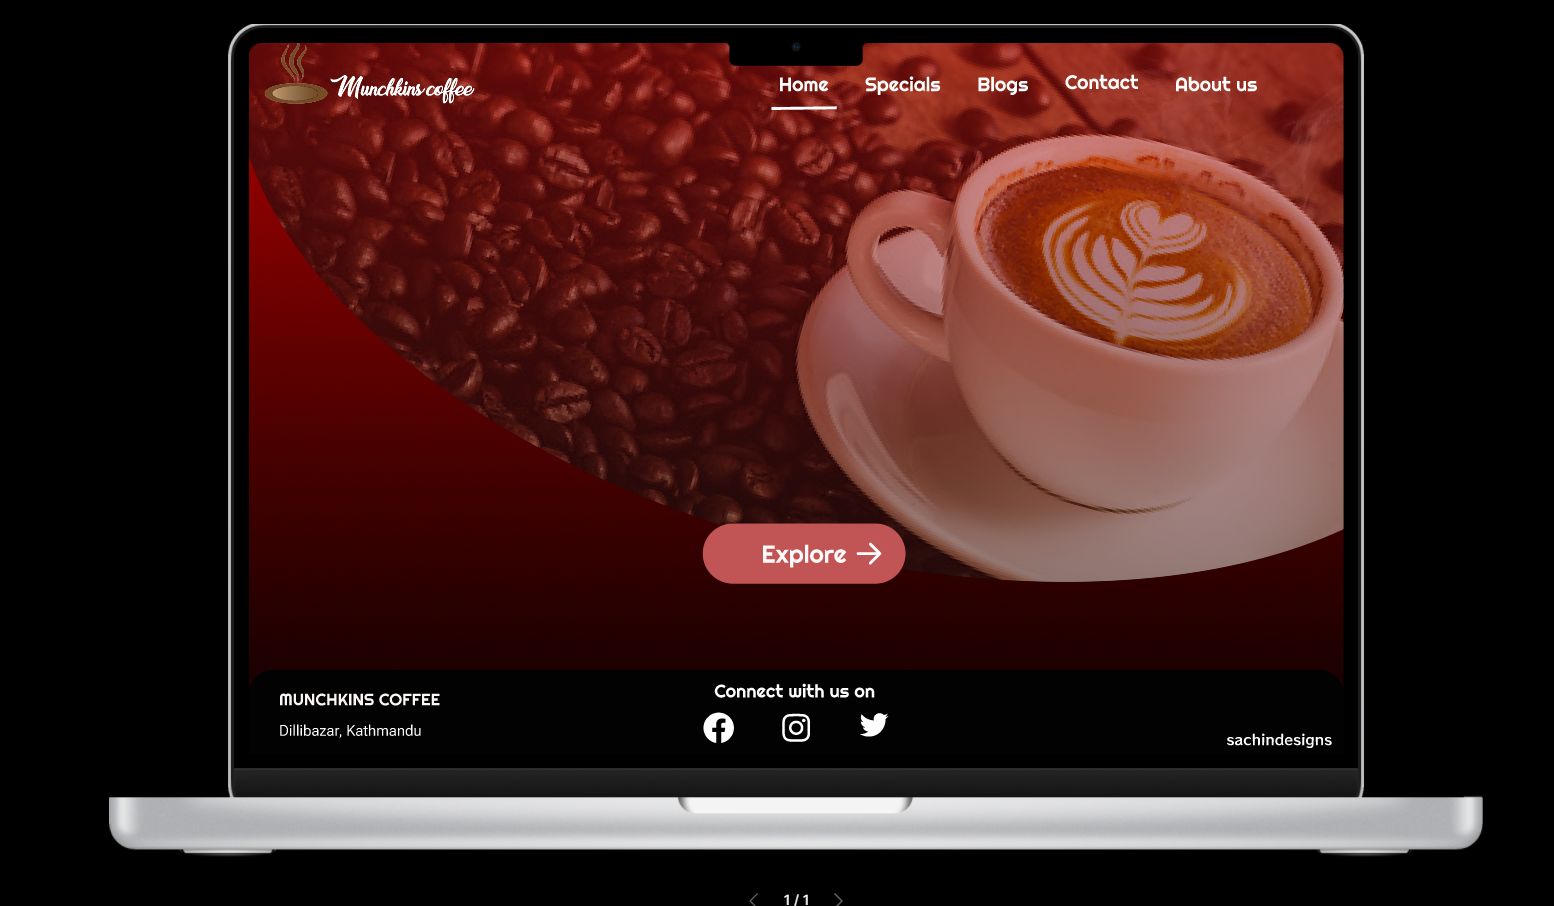 Munchkins coffee
Home Specials Blogs Contact About us
Explore
MUNCHKINS COFFEE
Dillibazar, Kathmandu
Connect with us on
sachindesigns
1 / 1